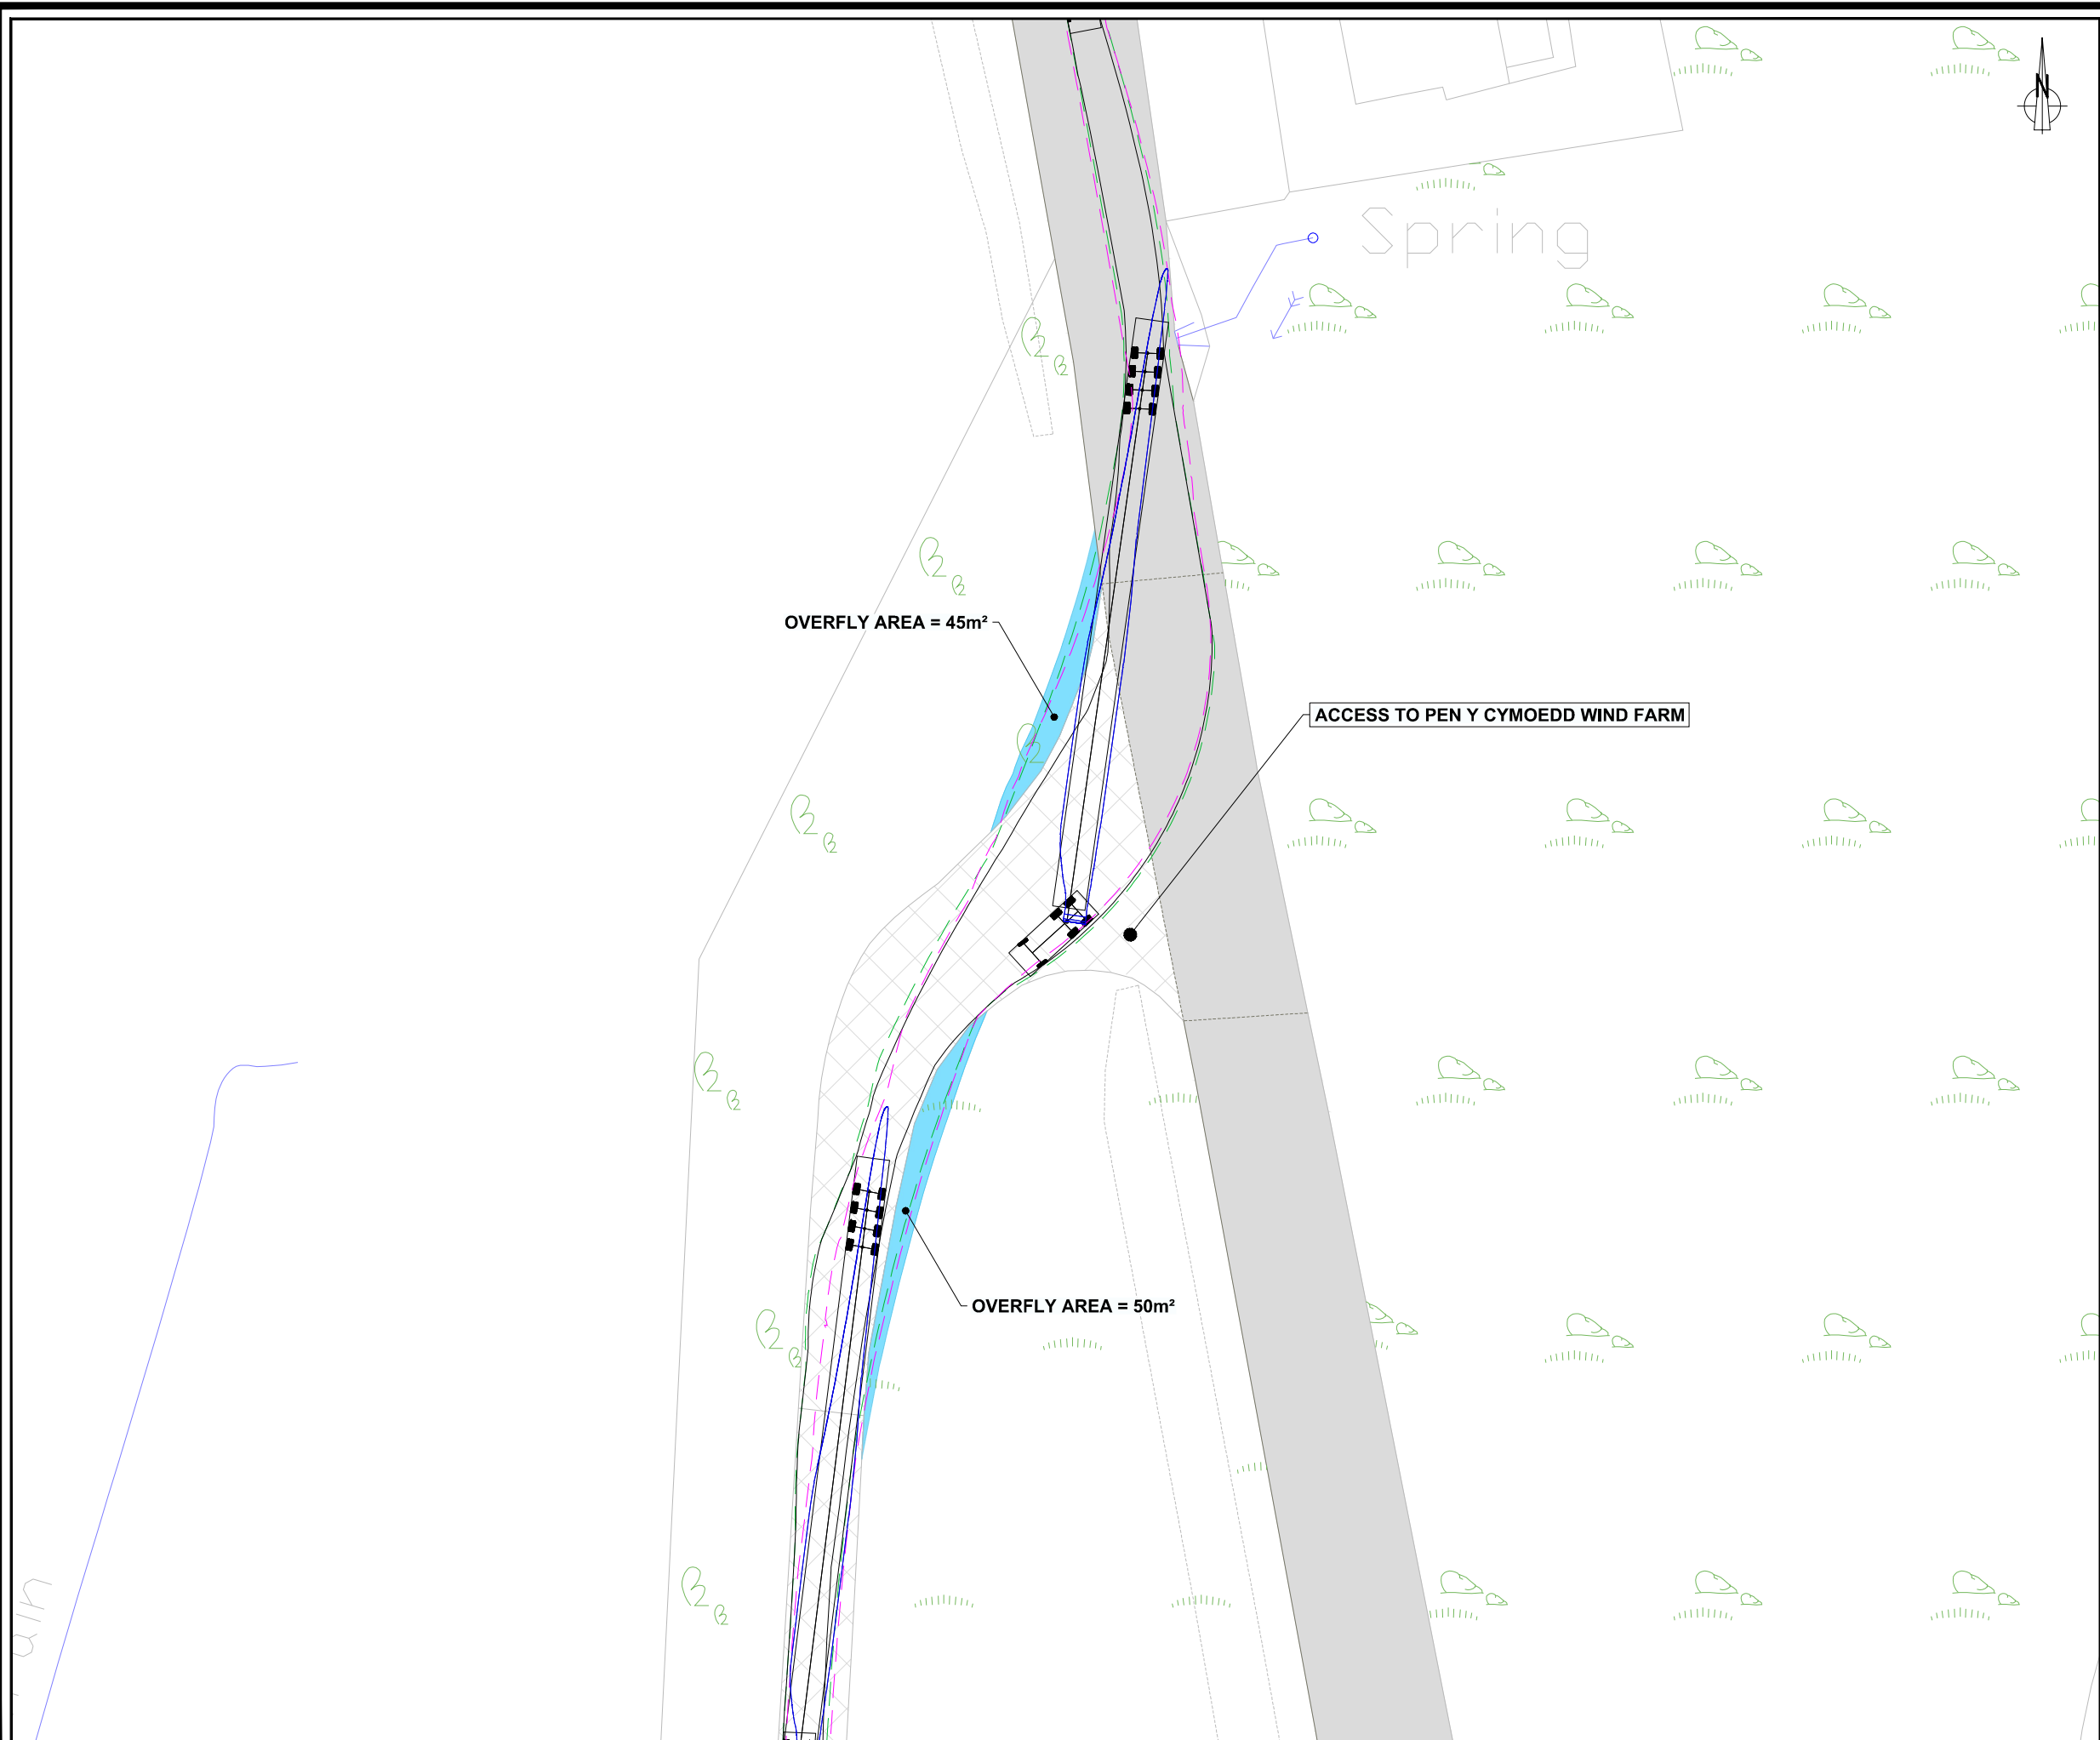 N
Spring
OVERFLY AREA = 45m²
ACCESS TO PEN Y CYMOEDD WIND FARM
OVERFLY AREA = 50m²